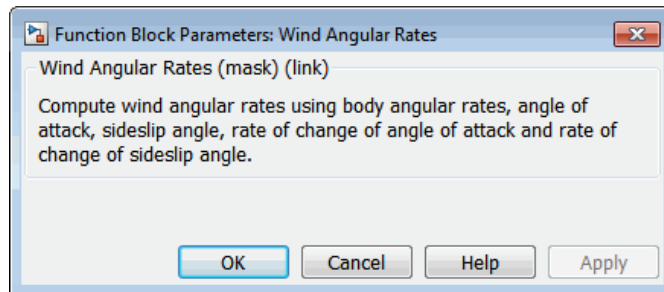 Function Block Parameters: Wind Angular Rates
Wind Angular Rates (mask) (link)
Compute wind angular rates using body angular rates, angle of
attack, sideslip angle, rate of change of angle of attack and rate of
change of sideslip angle.
OK Cancel Help Apply